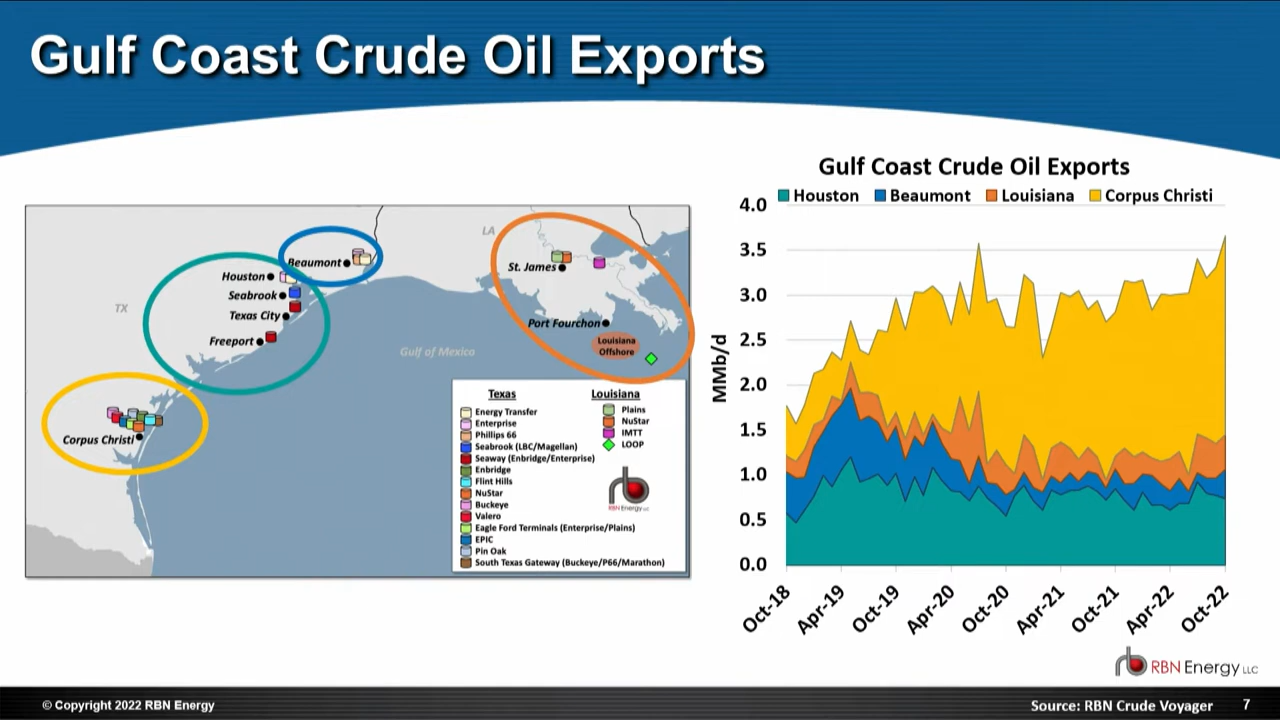 Gulf Coast Crude Oil Exports
LA
TX
Beaumont
Houston
Seabrook
Texas City
Freeport
Corpus Christi
St. James
Port Fourchon
Louisiana
Offshore
Gulf of Mexico
Texas
Energy Transfer
Enterprise
Phillips 66
Seabrook (LBC/Magellan)
Seaway (Enbridge/Enterprise)
Enbridge
Flint Hills
NuStar
Buckeye
Valero
Eagle Ford Terminals (Enterprise/Plains)
EPIC
Pin Oak
South Texas Gateway (Buckeye/P66/Marathon)
Louisiana
Plains
NuStar
IMTT
LOOP
RBN Energy LLC
Gulf Coast Crude Oil Exports
Houston Beaumont Louisiana Corpus Christi
MMb/d
4.0
3.5
3.0
2.5
2.0
1.5
1.0
0.5
0.0
Oct-18 Apr-19 Oct-19 Apr-20 Oct-20 Apr-21 Oct-21 Apr-22 Oct-22
RBN Energy LLC
© Copyright 2022 RBN Energy
Source: RBN Crude Voyager 7